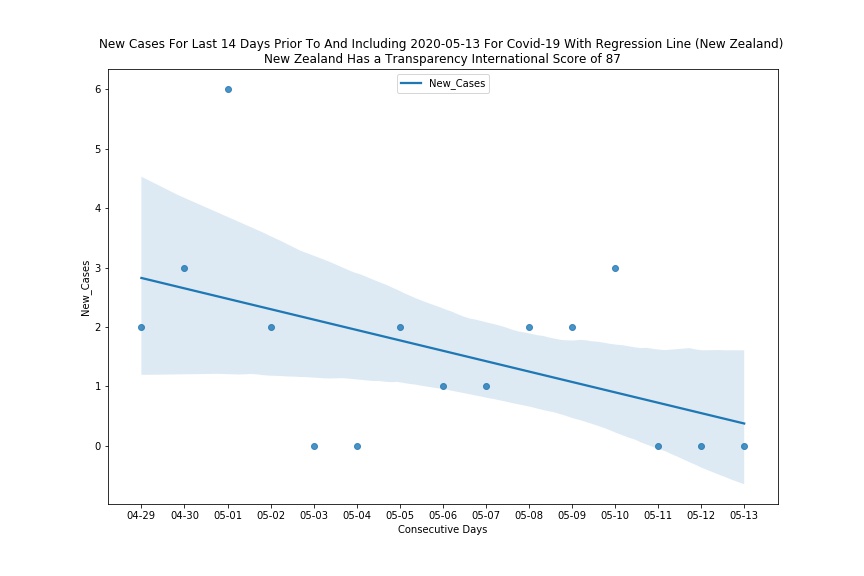 New Cases For Last 14 Days Prior To And Including 2020-05-13 For Covid-19 With Regression Line (New Zealand)
New Zealand Has a Transparency International Score of 87
New_Cases
6
5
4
3
2
1
0
New_Cases
04-29 04-30 05-01 05-02 05-03 05-04 05-05 05-06 05-07 05-08 05-09 05-10 05-11 05-12 05-13
Consecutive Days